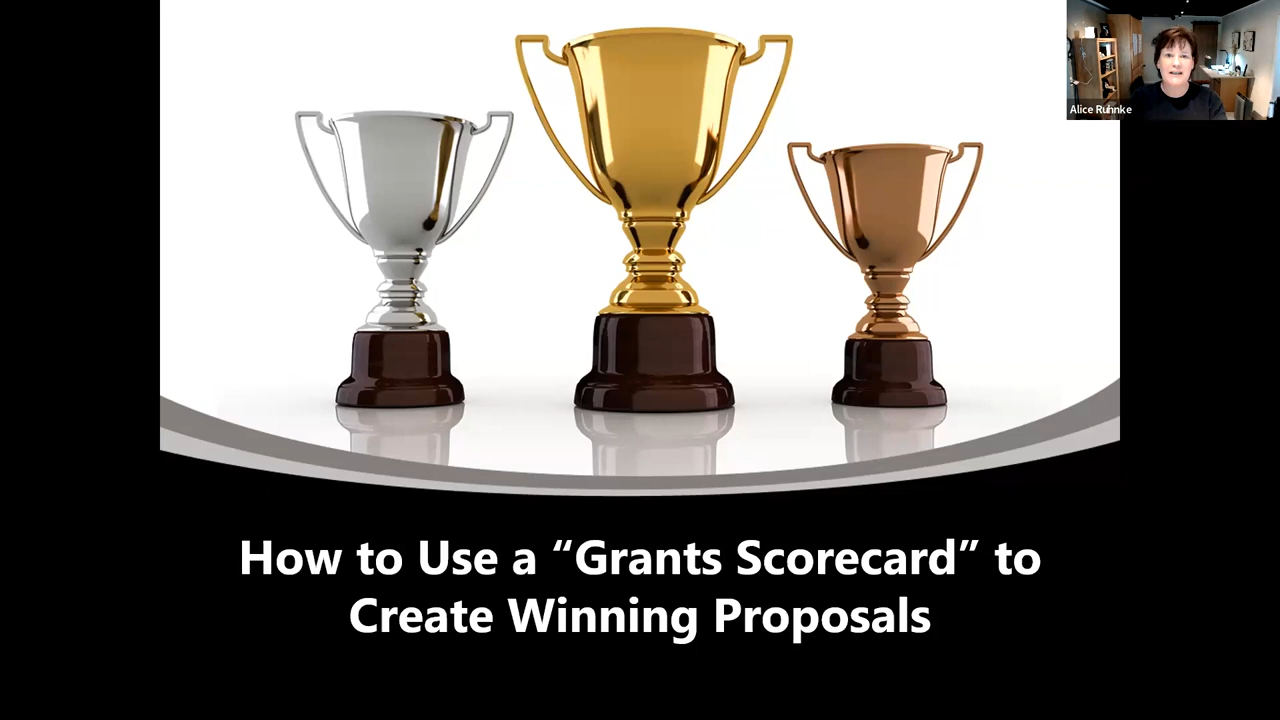 Alice Ruhnke
How to Use a “Grants Scorecard” to
Create Winning Proposals